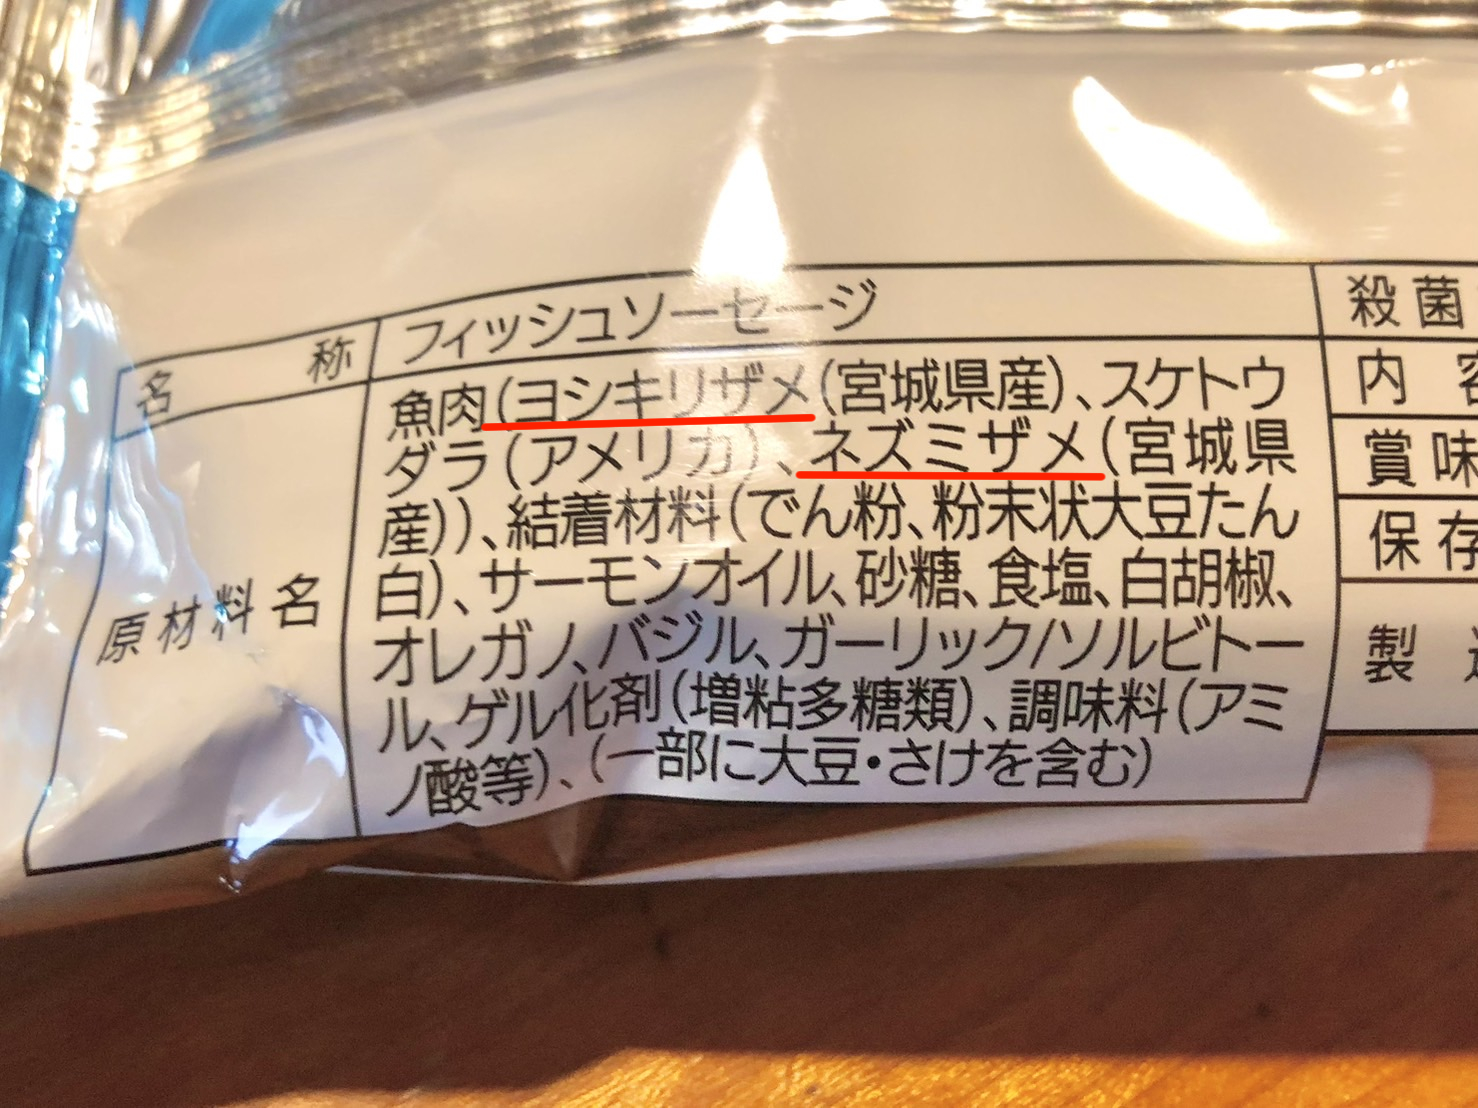 名称
フィッシュソーセージ
原材料名
魚肉(ヨシキリザメ(宮城県産)、スケトウ
ダラ(アメリカ)、ネズミザメ(宮城県
産))、結着材料(でん粉、粉末状大豆たん
白)、サーモンオイル、砂糖、食塩、白胡椒、
オレガノ、バジル、ガーリック/ソルビトー
ル、ゲル化剤(増粘多糖類)、調味料(アミ
ノ酸等)、(一部に大豆・さけを含む)
殺菌
内容
賞味
保存
製